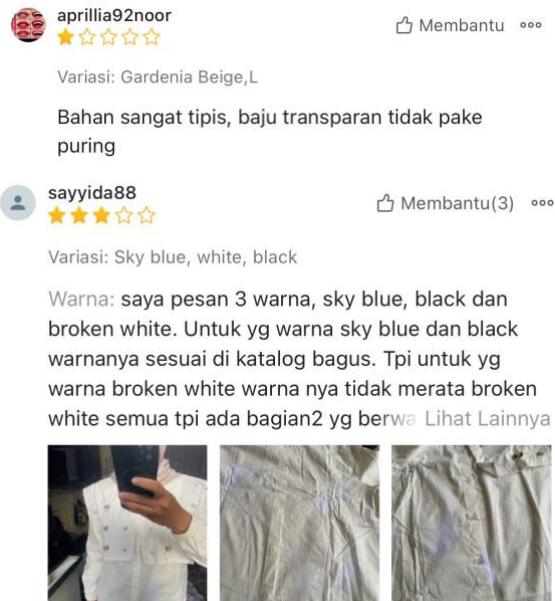 aprillia92noor
Membantu
Variasi: Gardenia Beige,L
Bahan sangat tipis, baju transparan tidak pake
puring
sayyida88
Membantu(3)
Variasi: Sky blue, white, black
Warna: saya pesan 3 warna, sky blue, black dan
broken white. Untuk yg warna sky blue dan black
warnanya sesuai di katalog bagus. Tpi untuk yg
warna broken white warna nya tidak merata broken
white semua tpi ada bagian2 yg berwa Lihat Lainnya